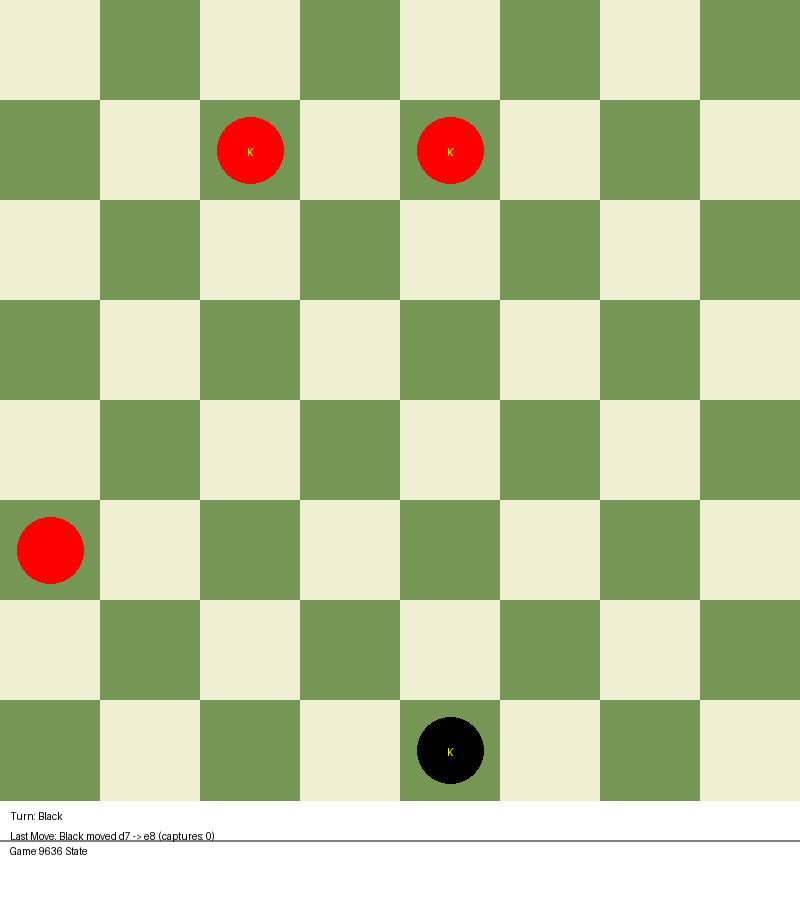 K K
K
Turn: Black
Last Move: Black moved d7 -> e8 (captures: 0)
Game 9636 State